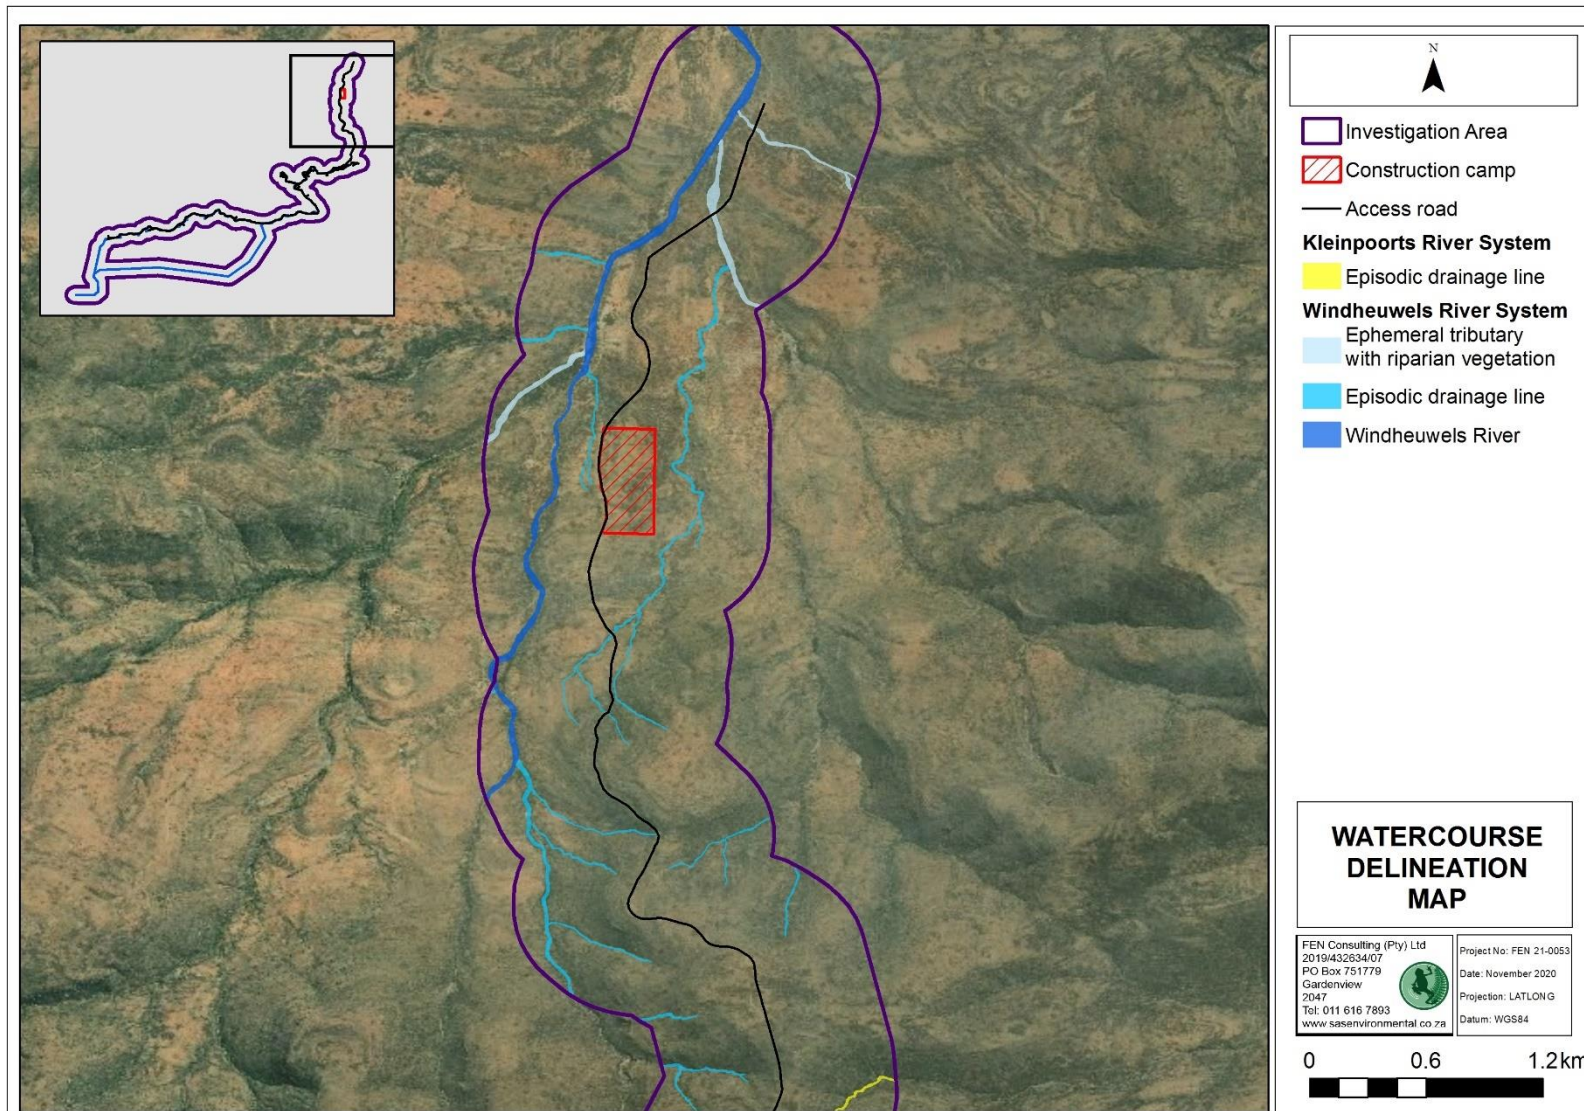 N
Investigation Area
Construction camp
Access road
Kleinpoorts River System
Episodic drainage line
Windheuwels River System
Ephemeral tributary
with riparian vegetation
Episodic drainage line
Windheuwels River
WATERCOURSE
DELINEATION
MAP
FEN Consulting (Pty) Ltd
2019/432634/07
PO Box 751779
Gardenview
2047
Tel: 011 616 7893
www.sasenvironmental.co.za
Project No: FEN 21-0053
Date: November 2020
Projection: LATLONG
Datum: WGS84
0 0.6 1.2km